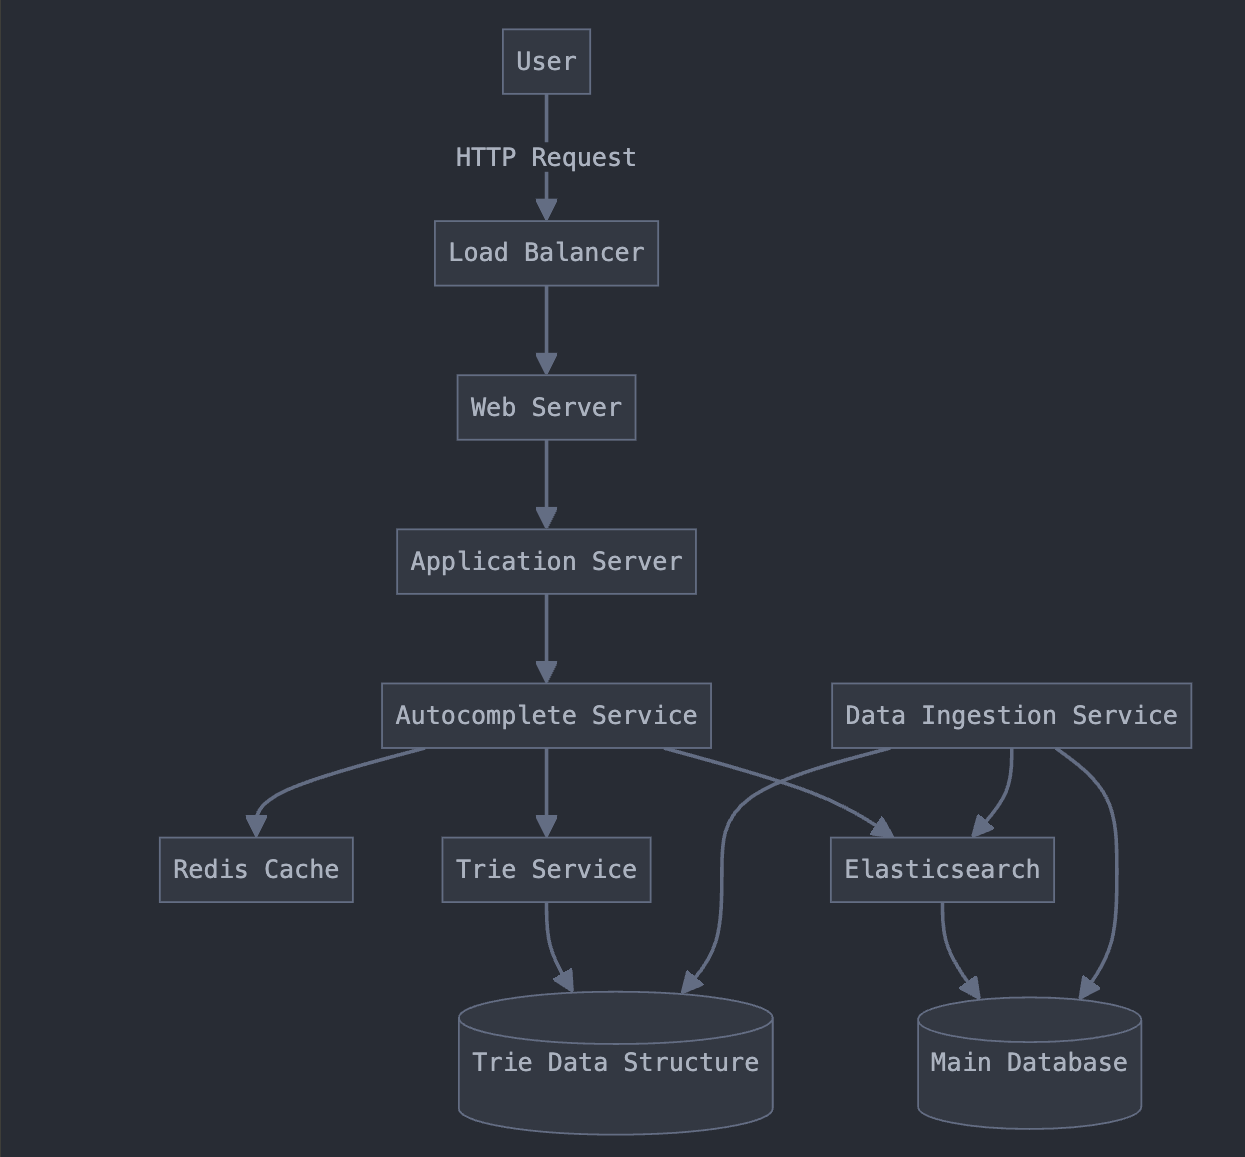 User
HTTP Request
Load Balancer
Web Server
Application Server
Autocomplete Service
Data Ingestion Service
Redis Cache
Trie Service
Elasticsearch
Trie Data Structure
Main Database